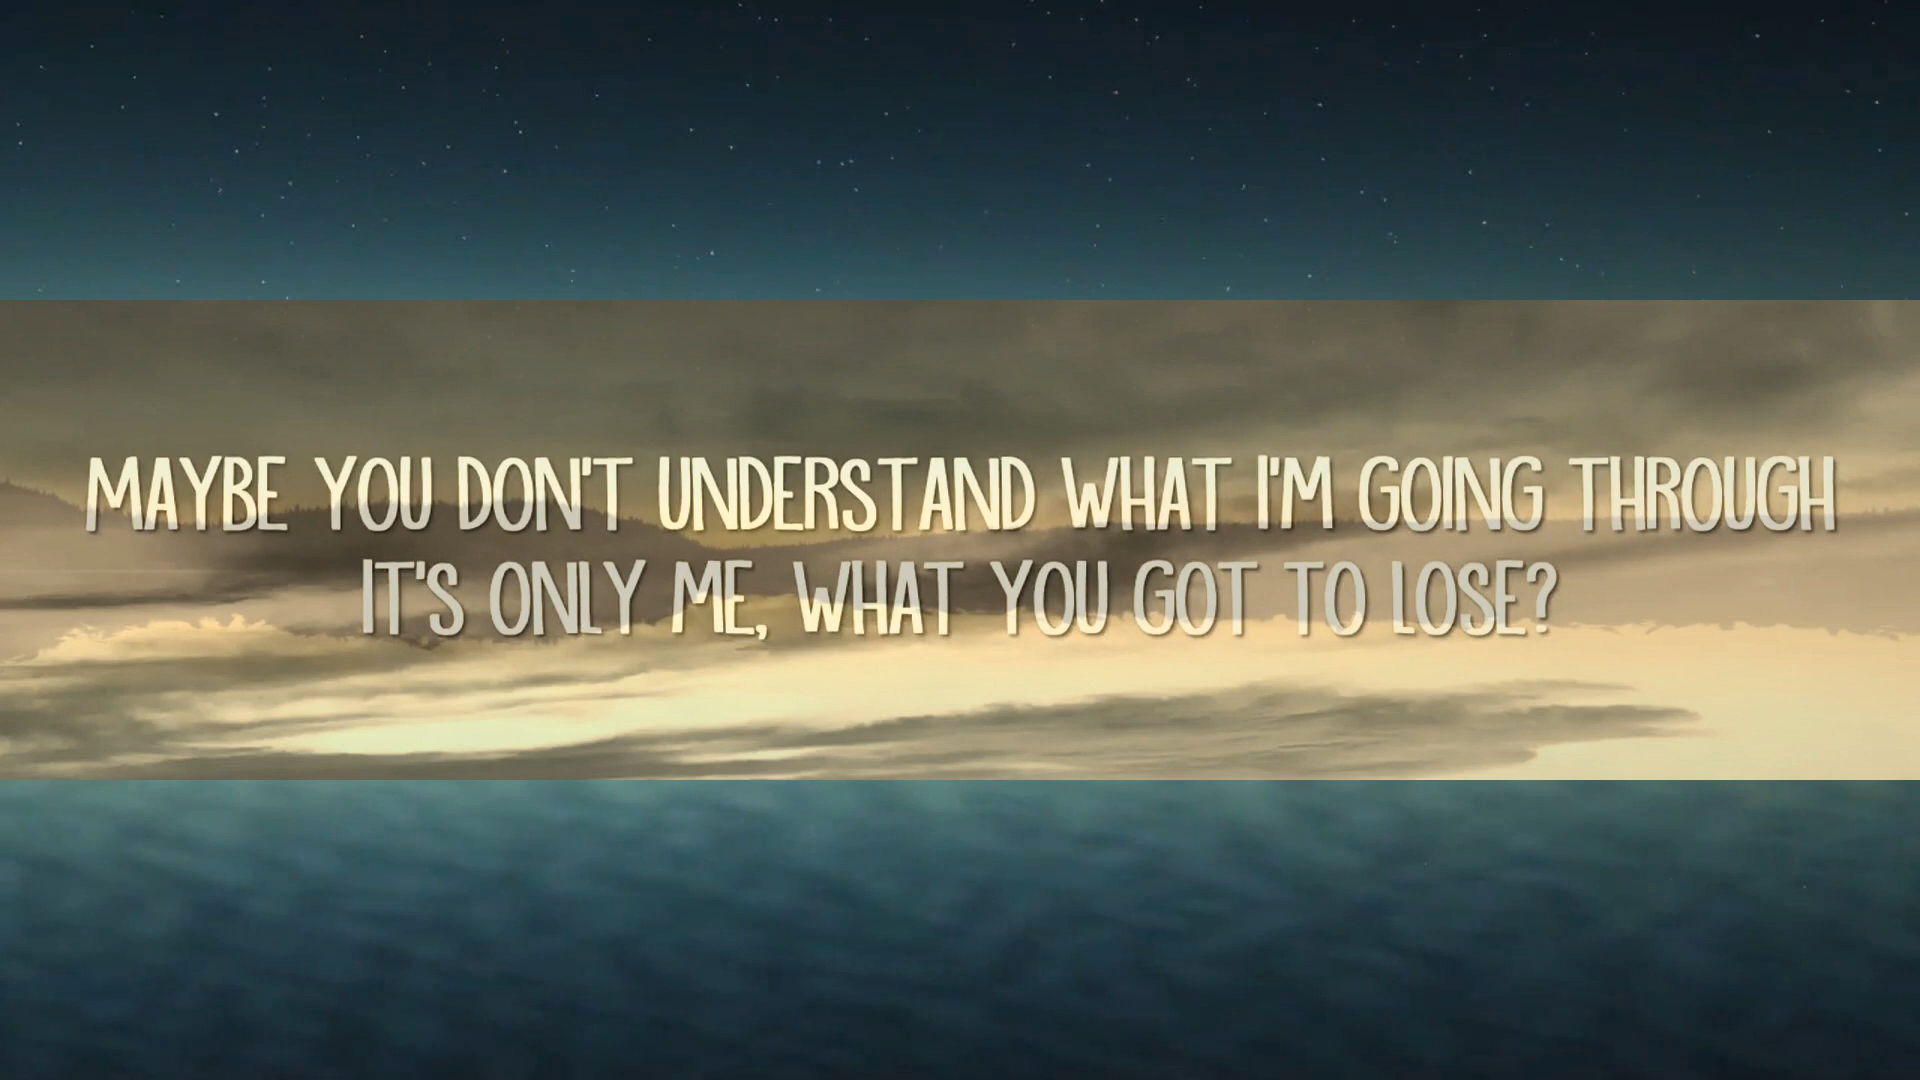 MAYBE YOU DON'T UNDERSTAND WHAT I'M GOING THROUGH
IT'S ONLY ME, WHAT YOU GOT TO LOSE?